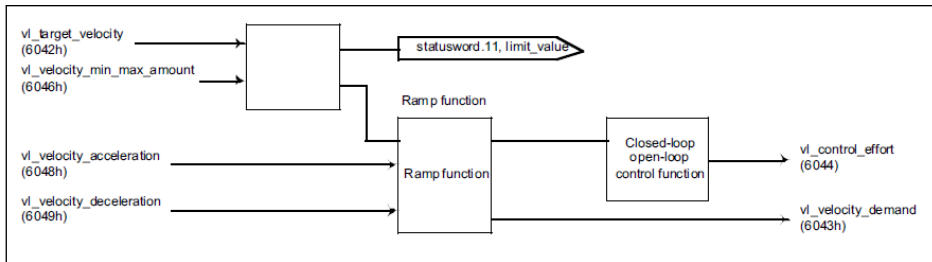 vl_target_velocity
(6042h)
vl_velocity_min_max_amount
(6046h)
statusword.11, limit_value
Ramp function
vl_velocity_acceleration
(6048h)
vl_velocity_deceleration
(6049h)
Ramp function
Closed-loop
open-loop
control function
vl_control_effort
(6044)
vl_velocity_demand
(6043h)